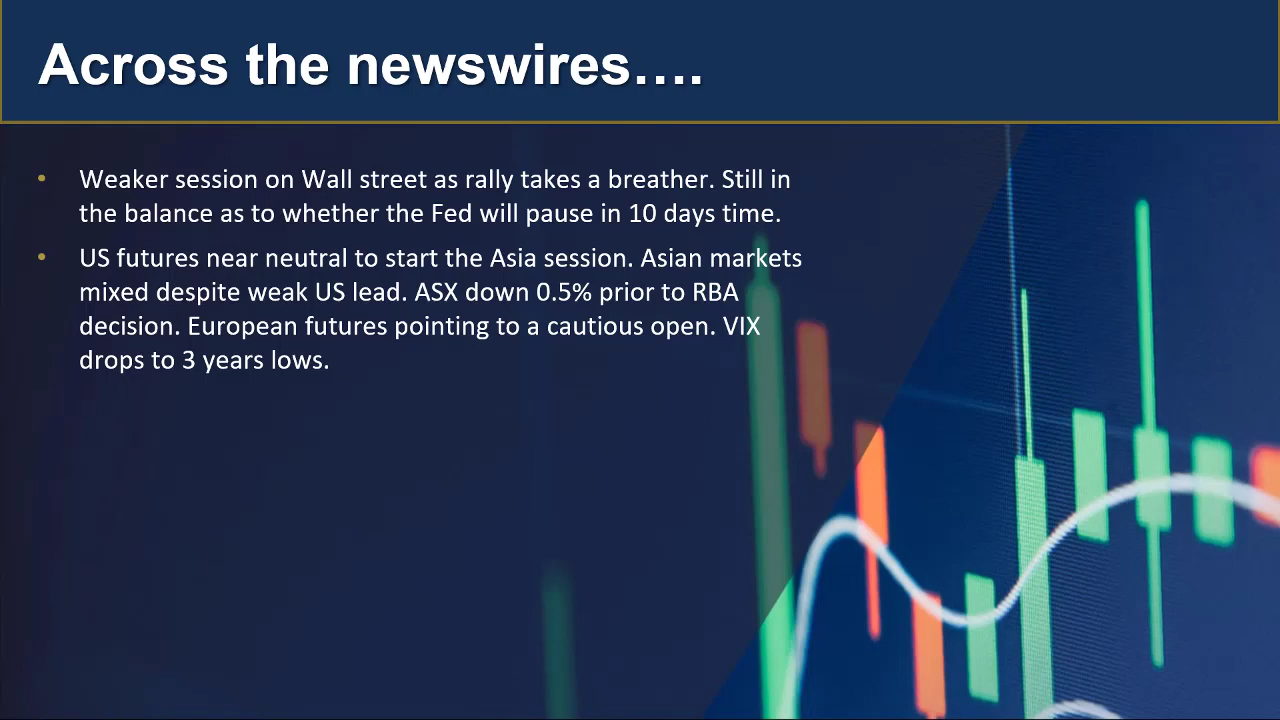 Across the newswires….
• Weaker session on Wall street as rally takes a breather. Still in
the balance as to whether the Fed will pause in 10 days time.
• US futures near neutral to start the Asia session. Asian markets
mixed despite weak US lead. ASX down 0.5% prior to RBA
decision. European futures pointing to a cautious open. VIX
drops to 3 years lows.